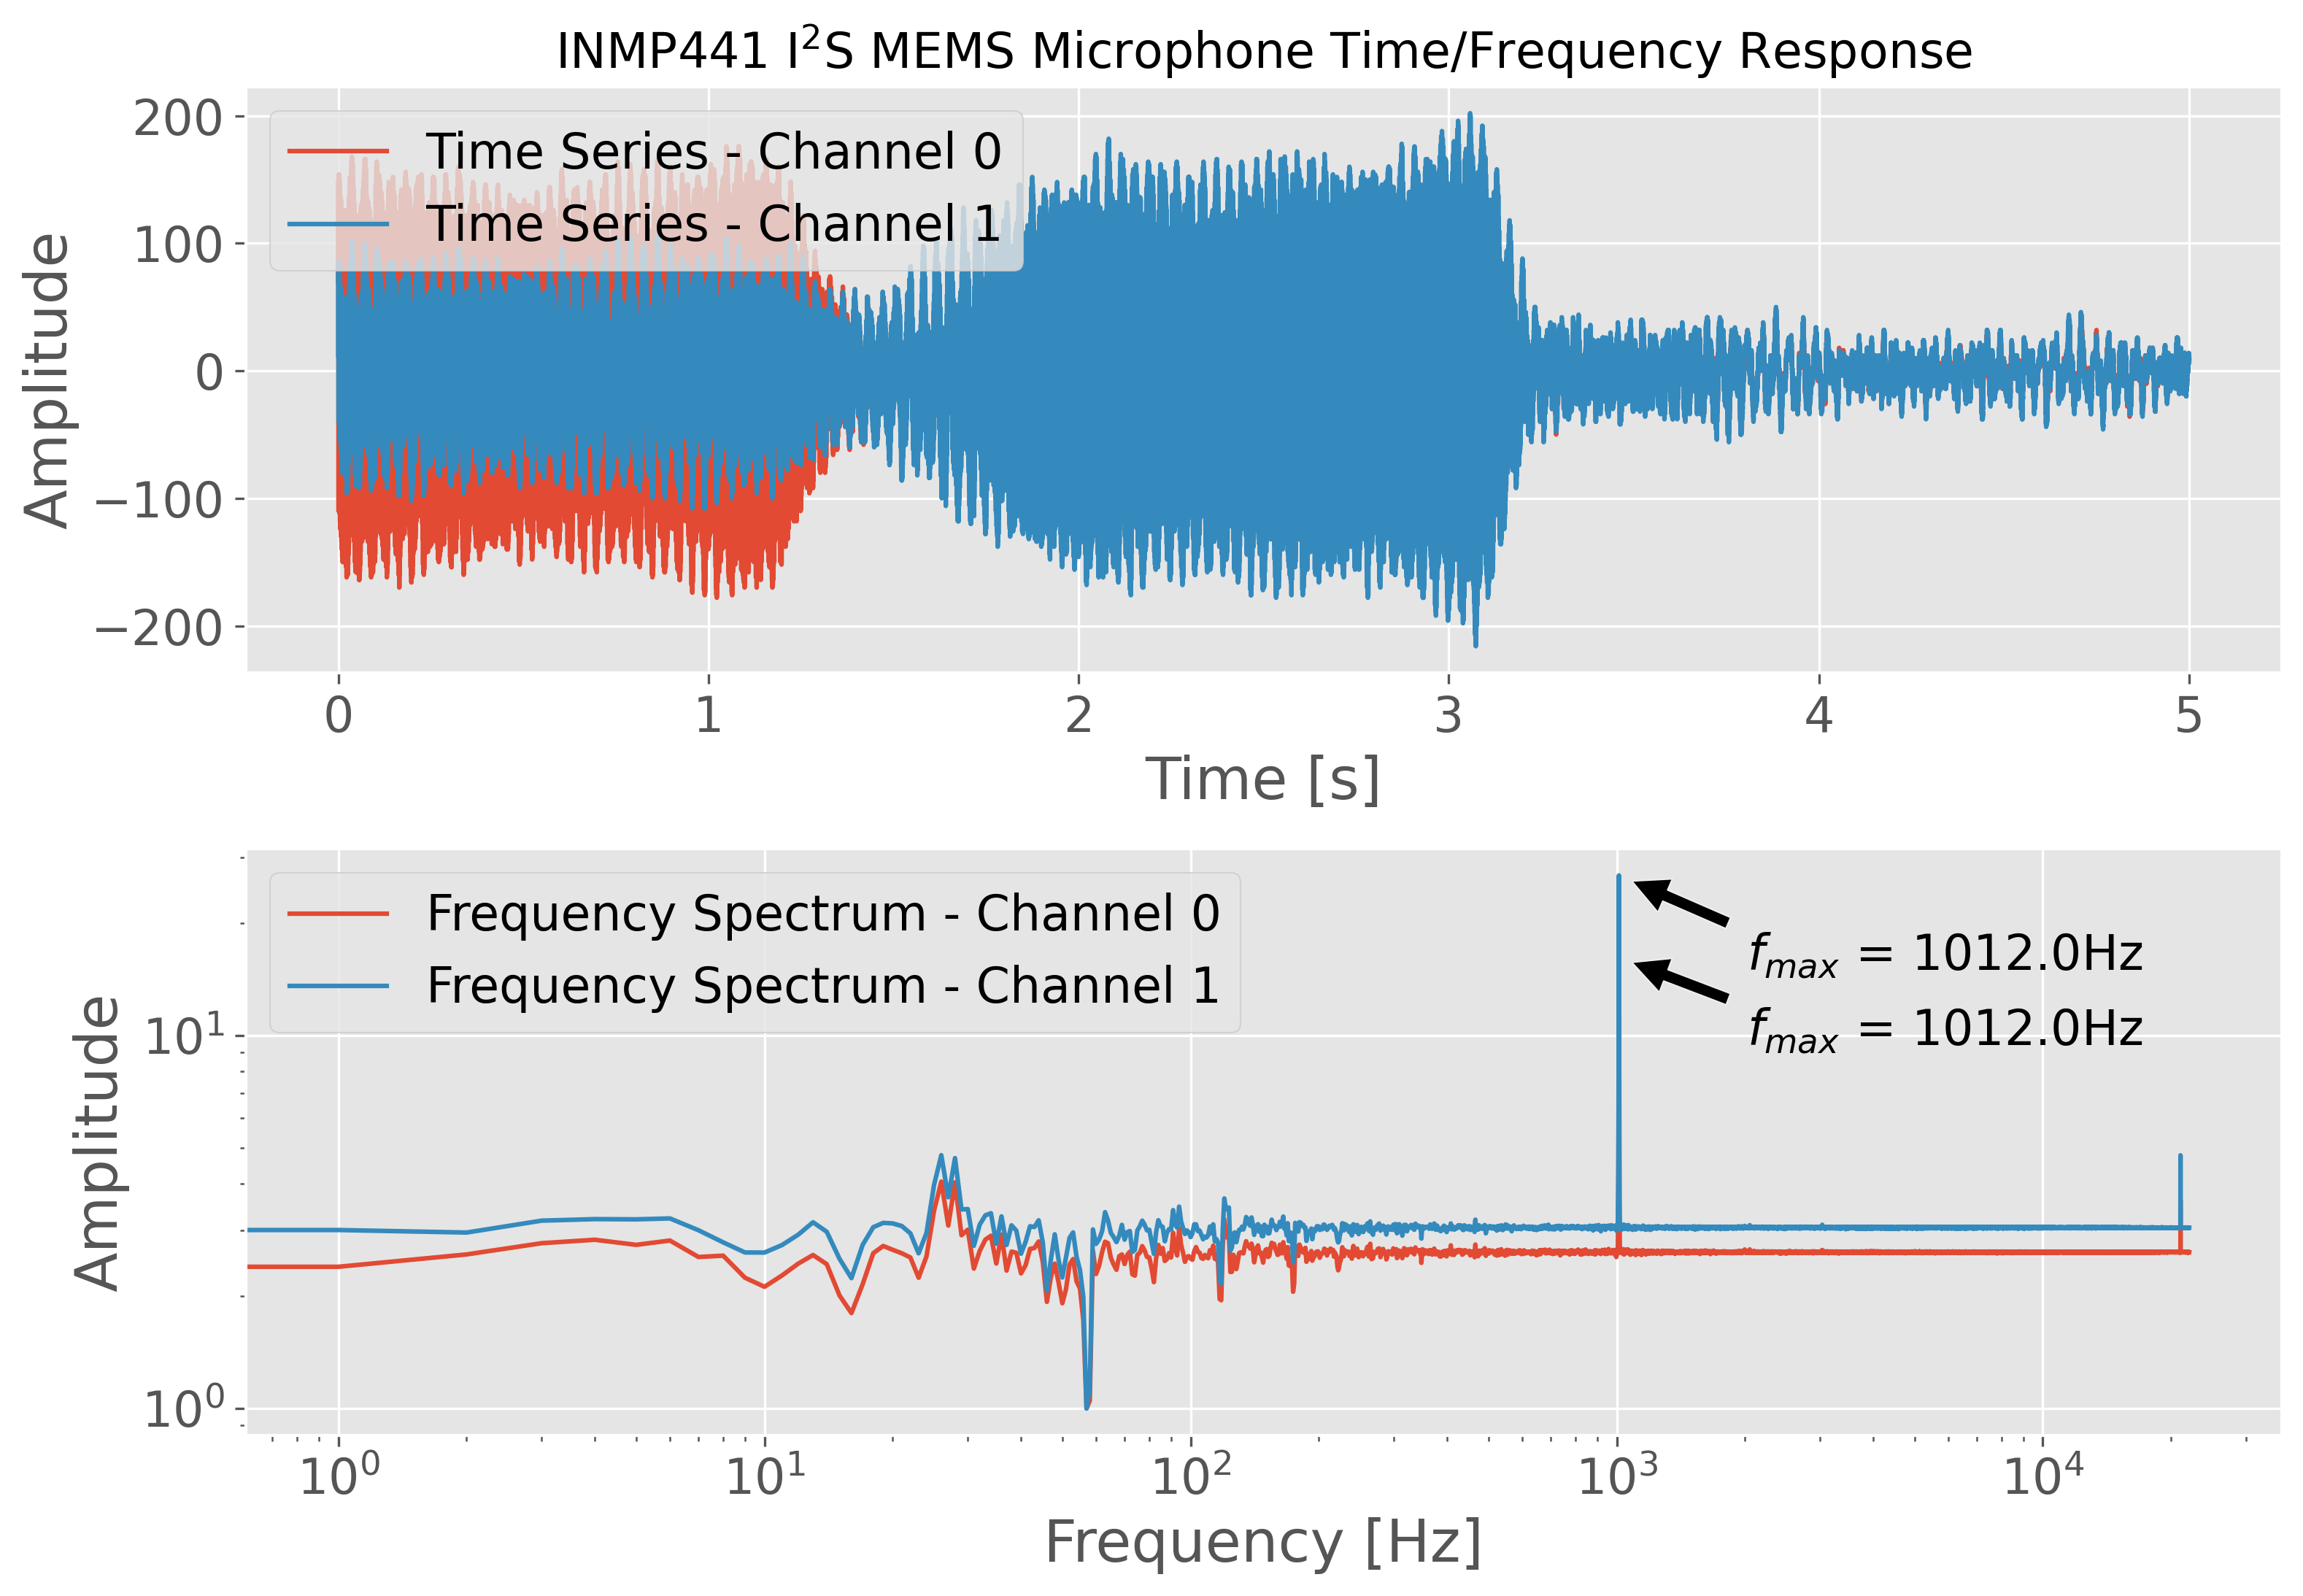 INMP441 I²S MEMS Microphone Time/Frequency Response
200
100
0
−100
−200
Amplitude
Time Series - Channel 0
Time Series - Channel 1
0 1 2 3 4 5
Time [s]
Frequency Spectrum - Channel 0
Frequency Spectrum - Channel 1
f_max = 1012.0Hz
f_max = 1012.0Hz
10¹
10⁰
Amplitude
10⁰ 10¹ 10² 10³ 10⁴
Frequency [Hz]